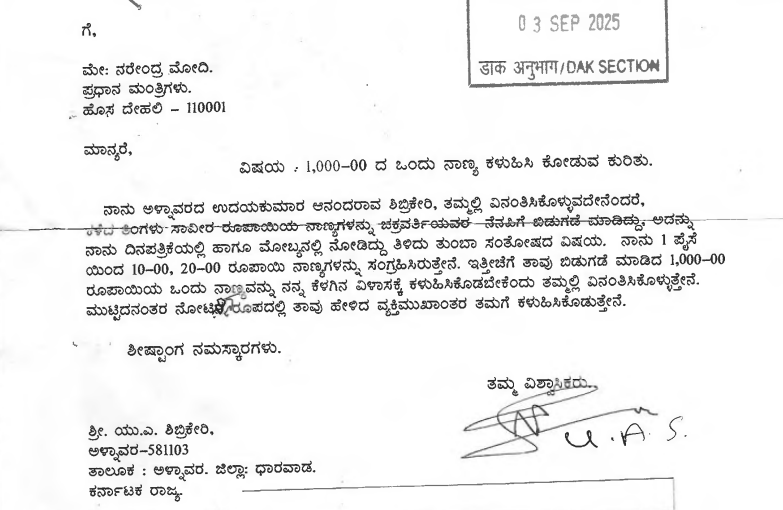 ಗೆ,
03 SEP 2025
डाक अनुभाग/DAK SECTION
ಮೇ: ನರೇಂದ್ರ ಮೋದಿ.
ಪ್ರಧಾನ ಮಂತ್ರಿಗಳು.
ಹೊಸ ದೇಹಲಿ – 110001
ಮಾನ್ಯರೆ,
ವಿಷಯ : 1,000–00 ದ ಒಂದು ನಾಣ್ಯ ಕಳುಹಿಸಿ ಕೋಡುವ ಕುರಿತು.
ನಾನು ಅಳ್ನಾವರದ ಉದಯಕುಮಾರ ಆನಂದರಾವ ಶಿಬ್ರಿಕೇರಿ, ತಮ್ಮಲ್ಲಿ ವಿನಂತಿಸಿಕೊಳ್ಳುವದೇನೆಂದರೆ,
ಕಳೆದ ತಿಂಗಳು ಸಾವೀರ ರೂಪಾಯಿಯ ನಾಣ್ಯಗಳನ್ನು ಚಕ್ರವರ್ತಿಯವರ ನೆನಪಿಗೆ ಬಿಡುಗಡೆ ಮಾಡಿದ್ದು, ಅದನ್ನು
ನಾನು ದಿನಪತ್ರಿಕೆಯಲ್ಲಿ ಹಾಗೂ ಮೋಬ್ಯನಲ್ಲಿ ನೋಡಿದ್ದು ತಿಳಿದು ತುಂಬಾ ಸಂತೋಷದ ವಿಷಯ. ನಾನು 1 ಪೈಸೆ
ಯಿಂದ 10–00, 20–00 ರೂಪಾಯಿ ನಾಣ್ಯಗಳನ್ನು ಸಂಗ್ರಹಿಸಿರುತ್ತೇನೆ. ಇತ್ತೀಚೆಗೆ ತಾವು ಬಿಡುಗಡೆ ಮಾಡಿದ 1,000–00
ರೂಪಾಯಿಯ ಒಂದು ನಾಣ್ಯವನ್ನು ನನ್ನ ಕೆಳಗಿನ ವಿಳಾಸಕ್ಕೆ ಕಳುಹಿಸಿಕೊಡಬೇಕೆಂದು ತಮ್ಮಲ್ಲಿ ವಿನಂತಿಸಿಕೊಳ್ಳುತ್ತೇನೆ.
ಮುಟ್ಟಿದನಂತರ ರೂಪದಲ್ಲಿ ತಾವು ಹೇಳಿದ ವ್ಯಕ್ತಿಮುಖಾಂತರ ತಮಗೆ ಕಳುಹಿಸಿಕೊಡುತ್ತೇನೆ.
ಶೀಷ್ಟಾಂಗ ನಮಸ್ಕಾರಗಳು.
ತಮ್ಮ ವಿಶ್ವಾಸಿಕರು.
U. A. S.
ಶ್ರೀ. ಯು.ಎ. ಶಿಬ್ರಿಕೇರಿ,
ಅಳ್ನಾವರ–581103
ತಾಲೂಕ : ಅಳ್ನಾವರ. ಜಿಲ್ಲಾ: ಧಾರವಾಡ.
ಕರ್ನಾಟಕ ರಾಜ್ಯ.